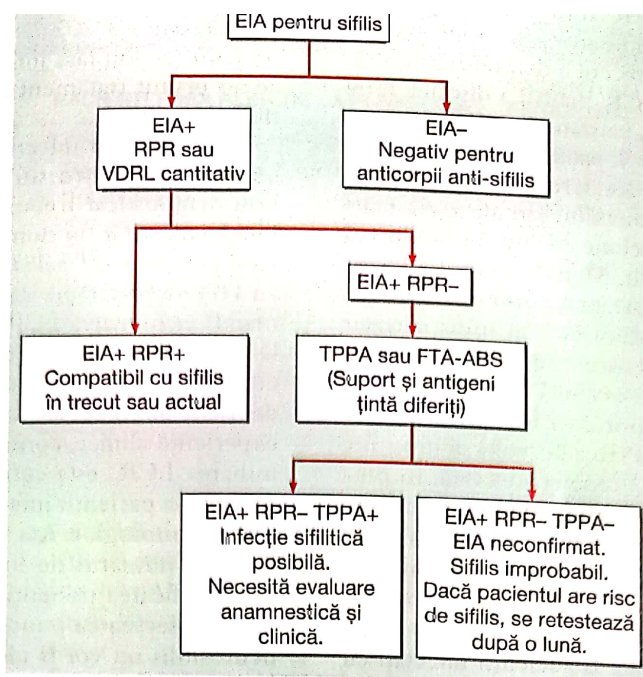 EIA pentru sifilis
EIA+
RPR sau
VDRL cantitativ
EIA–
Negativ pentru
anticorpii anti-sifilis
EIA+ RPR–
EIA+ RPR+
Compatibil cu sifilis
în trecut sau actual
TPPA sau FTA-ABS
(Suport și antigeni
țintă diferiți)
EIA+ RPR– TPPA+
Infecție sifilitică
posibilă.
Necesită evaluare
anamnestică și
clinică.
EIA+ RPR– TPPA–
EIA neconfirmat.
Sifilis improbabil.
Dacă pacientul are risc
de sifilis, se retestează
după o lună.